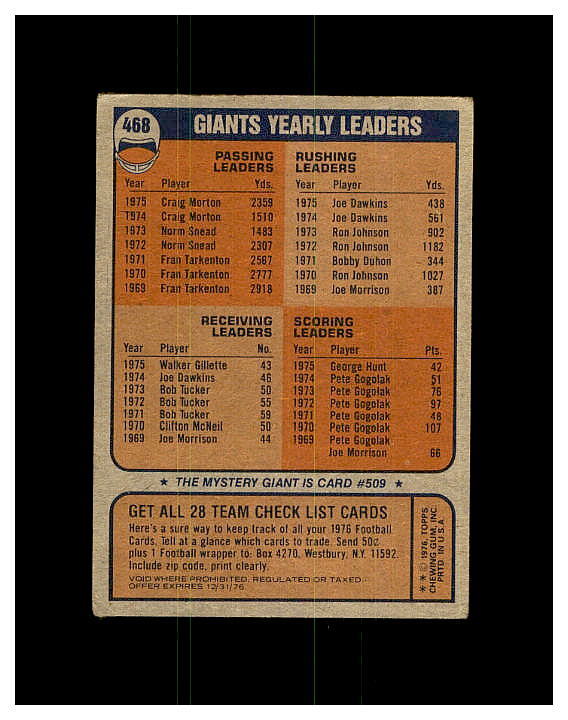 468
GIANTS YEARLY LEADERS
PASSING
LEADERS
Year Player Yds.
1975 Craig Morton 2359
1974 Craig Morton 1510
1973 Norm Snead 1483
1972 Norm Snead 2307
1971 Fran Tarkenton 2567
1970 Fran Tarkenton 2777
1969 Fran Tarkenton 2918
RUSHING
LEADERS
Year Player Yds.
1975 Joe Dawkins 438
1974 Joe Dawkins 561
1973 Ron Johnson 902
1972 Ron Johnson 1182
1971 Bobby Duhon 344
1970 Ron Johnson 1027
1969 Joe Morrison 387
RECEIVING
LEADERS
Year Player No.
1975 Walker Gillette 43
1974 Joe Dawkins 46
1973 Bob Tucker 50
1972 Bob Tucker 55
1971 Bob Tucker 59
1970 Clifton McNeil 50
1969 Joe Morrison 44
SCORING
LEADERS
Year Player Pts.
1975 George Hunt 42
1974 Pete Gogolak 51
1973 Pete Gogolak 76
1972 Pete Gogolak 97
1971 Pete Gogolak 48
1970 Pete Gogolak 107
1969 Pete Gogolak
Joe Morrison 66
★ THE MYSTERY GIANT IS CARD #509 ★
GET ALL 28 TEAM CHECK LIST CARDS
Here's a sure way to keep track of all your 1976 Football
Cards. Tell at a glance which cards to trade. Send 50¢
plus 1 Football wrapper to: Box 4270, Westbury, N.Y. 11592.
Include zip code, print clearly.
VOID WHERE PROHIBITED, REGULATED OR TAXED.
OFFER EXPIRES 12/31/76.
★★ © 1976, TOPPS
CHEWING GUM, INC.
PRTD. IN U.S.A.